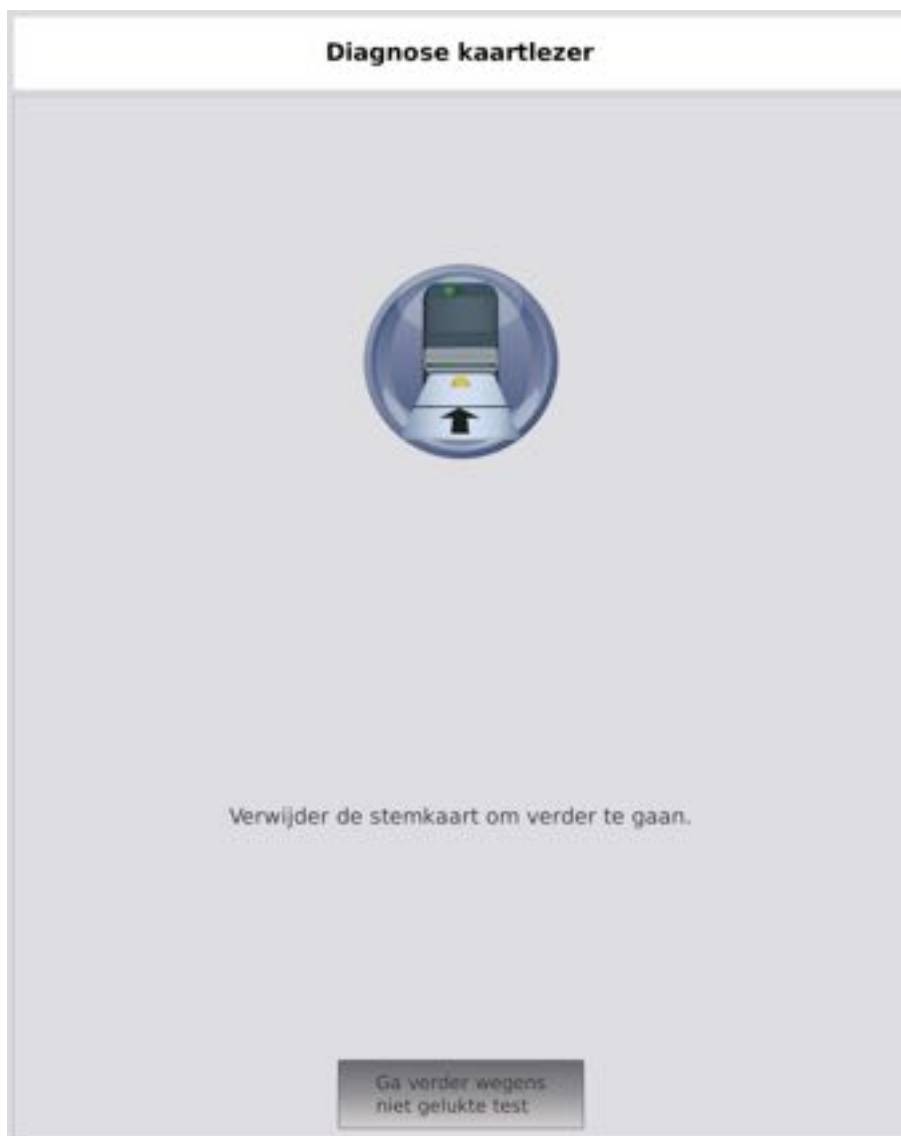 Diagnose kaartlezer
Verwijder de stemkaart om verder te gaan.
Ga verder wegens
niet gelukte test